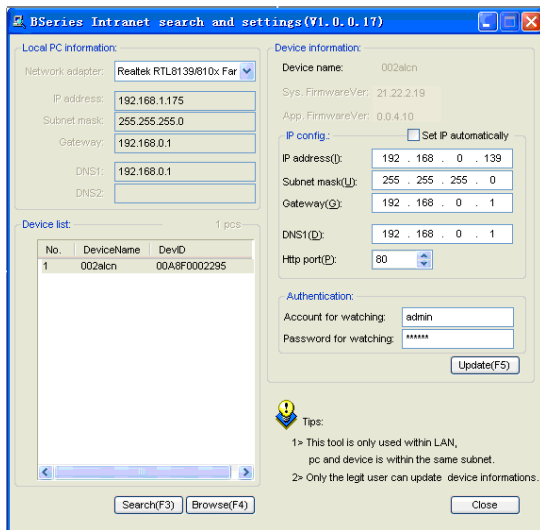 BSeries Intranet search and settings(V1.0.0.17)
Local PC information:
Network adapter: Realtek RTL8139/810x Far
IP address: 192.168.1.175
Subnet mask: 255.255.255.0
Gateway: 192.168.0.1
DNS1: 192.168.0.1
DNS2:
Device list: 1 pcs
No. DeviceName DevID
1 002alcn 00A8F0002295
Search(F3) Browse(F4)
Device information:
Device name: 002alcn
Sys. FirmwareVer: 21.22.2.19
App. FirmwareVer: 0.0.4.10
IP config.: Set IP automatically
IP address(I): 192 . 168 . 0 . 139
Subnet mask(U): 255 . 255 . 255 . 0
Gateway(G): 192 . 168 . 0 . 1
DNS1(D): 192 . 168 . 0 . 1
Http port(P): 80
Authentication:
Account for watching: admin
Password for watching: ******
Update(F5)
Tips:
1> This tool is only used within LAN,
pc and device is within the same subnet.
2> Only the legit user can update device informations.
Close